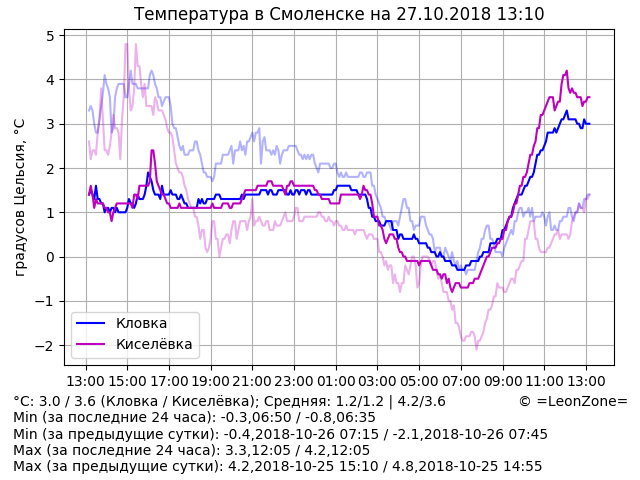 Температура в Смоленске на 27.10.2018 13:10
градусов Цельсия, °C
5
4
3
2
1
0
−1
−2
Кловка
Киселёвка
13:00 15:00 17:00 19:00 21:00 23:00 01:00 03:00 05:00 07:00 09:00 11:00 13:00
°C: 3.0 / 3.6 (Кловка / Киселёвка); Средняя: 1.2/1.2 | 4.2/3.6 © =LeonZone=
Min (за последние 24 часа): -0.3,06:50 / -0.8,06:35
Min (за предыдущие сутки): -0.4,2018-10-26 07:15 / -2.1,2018-10-26 07:45
Max (за последние 24 часа): 3.3,12:05 / 4.2,12:05
Max (за предыдущие сутки): 4.2,2018-10-25 15:10 / 4.8,2018-10-25 14:55